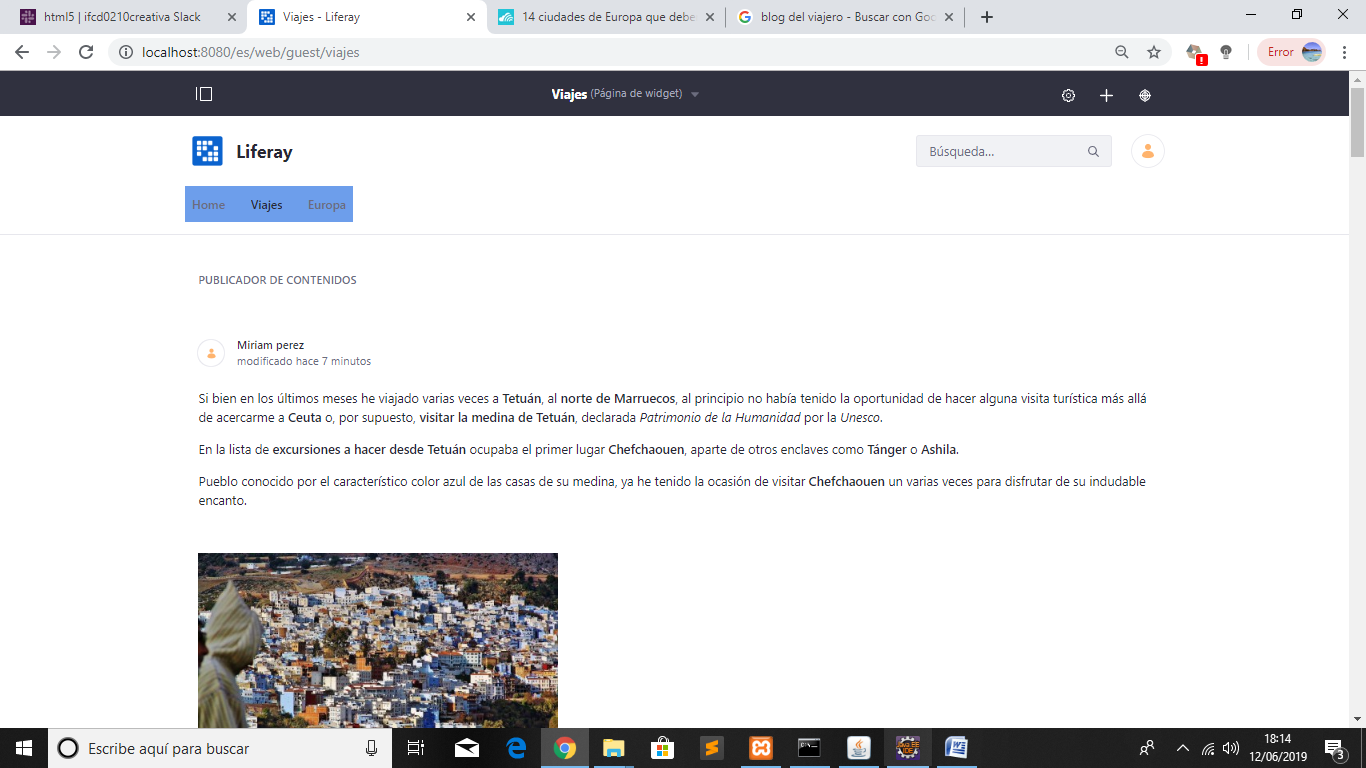 html5 | ifcd0210creativa Slack
Viajes - Liferay
14 ciudades de Europa que debe
blog del viajero - Buscar con Goo
localhost:8080/es/web/guest/viajes
Error
Viajes (Página de widget)
Liferay
Búsqueda...
Home Viajes Europa
PUBLICADOR DE CONTENIDOS
Miriam perez
modificado hace 7 minutos
Si bien en los últimos meses he viajado varias veces a Tetuán, al norte de Marruecos, al principio no había tenido la oportunidad de hacer alguna visita turística más allá
de acercarme a Ceuta o, por supuesto, visitar la medina de Tetuán, declarada Patrimonio de la Humanidad por la Unesco.
En la lista de excursiones a hacer desde Tetuán ocupaba el primer lugar Chefchaouen, aparte de otros enclaves como Tánger o Ashila.
Pueblo conocido por el característico color azul de las casas de su medina, ya he tenido la ocasión de visitar Chefchaouen un varias veces para disfrutar de su indudable
encanto.
Escribe aquí para buscar
18:14
12/06/2019
3